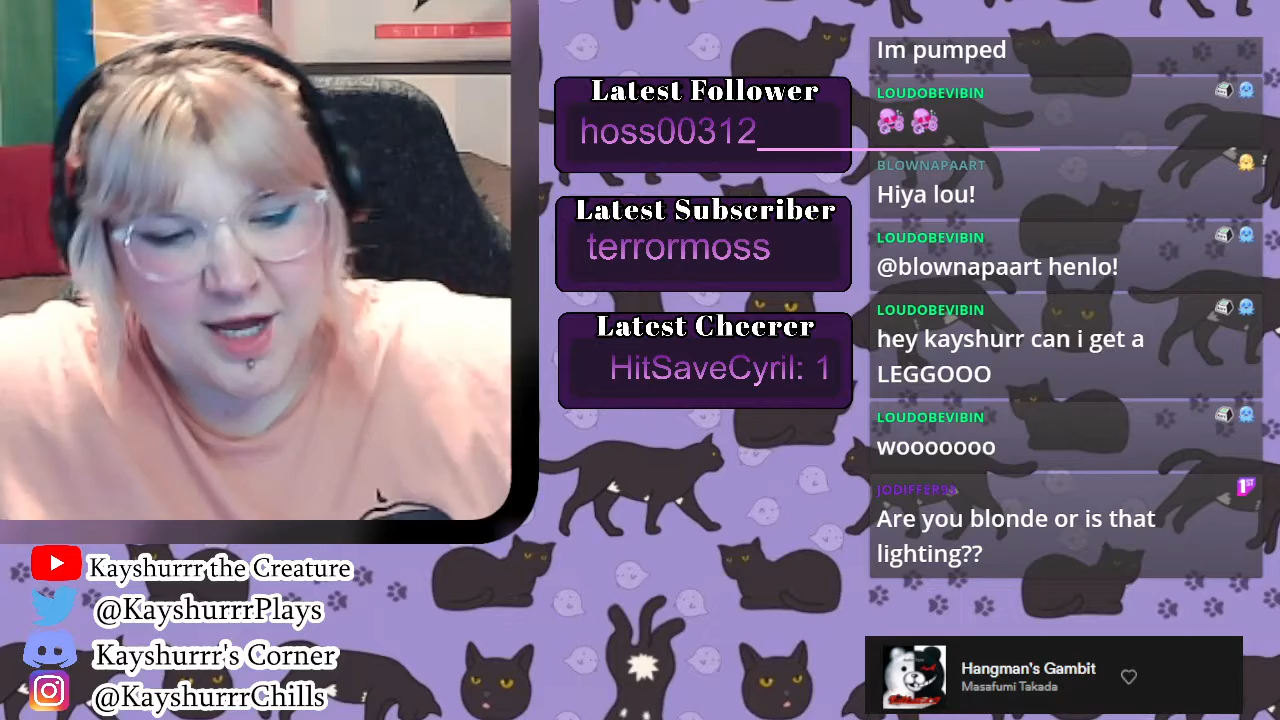 Latest Follower
hoss00312
Latest Subscriber
terrormoss
Latest Cheerer
HitSaveCyril: 1
Im pumped
LOUDOBEVIBIN
BLOWNAPAART
Hiya lou!
LOUDOBEVIBIN
@blownapaart henlo!
LOUDOBEVIBIN
hey kayshurr can i get a
LEGGOOO
LOUDOBEVIBIN
wooooooo
JODIFFER93
1ST
Are you blonde or is that
lighting??
Kayshurrr the Creature
@KayshurrrPlays
Kayshurrr's Corner
@KayshurrrChills
Hangman's Gambit
Masafumi Takada